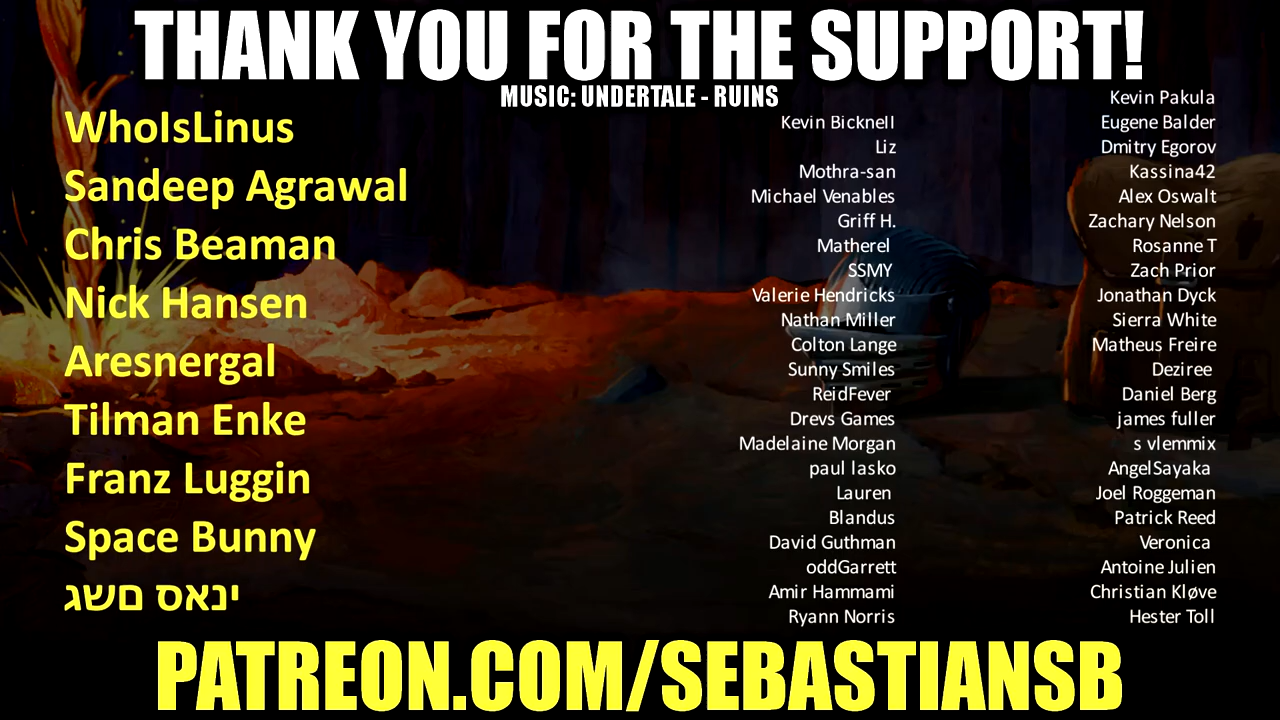 THANK YOU FOR THE SUPPORT!
MUSIC: UNDERTALE - RUINS
WhoIsLinus
Sandeep Agrawal
Chris Beaman
Nick Hansen
Aresnergal
Tilman Enke
Franz Luggin
Space Bunny
גשם סאני
Kevin Bicknell
Liz
Mothra-san
Michael Venables
Griff H.
Matherel
SSMY
Valerie Hendricks
Nathan Miller
Colton Lange
Sunny Smiles
ReidFever
Drevs Games
Madelaine Morgan
paul lasko
Lauren
Blandus
David Guthman
oddGarrett
Amir Hammami
Ryann Norris
Kevin Pakula
Eugene Balder
Dmitry Egorov
Kassina42
Alex Oswalt
Zachary Nelson
Rosanne T
Zach Prior
Jonathan Dyck
Sierra White
Matheus Freire
Deziree
Daniel Berg
james fuller
s vlemmix
AngelSayaka
Joel Roggeman
Patrick Reed
Veronica
Antoine Julien
Christian Kløve
Hester Toll
PATREON.COM/SEBASTIANSB